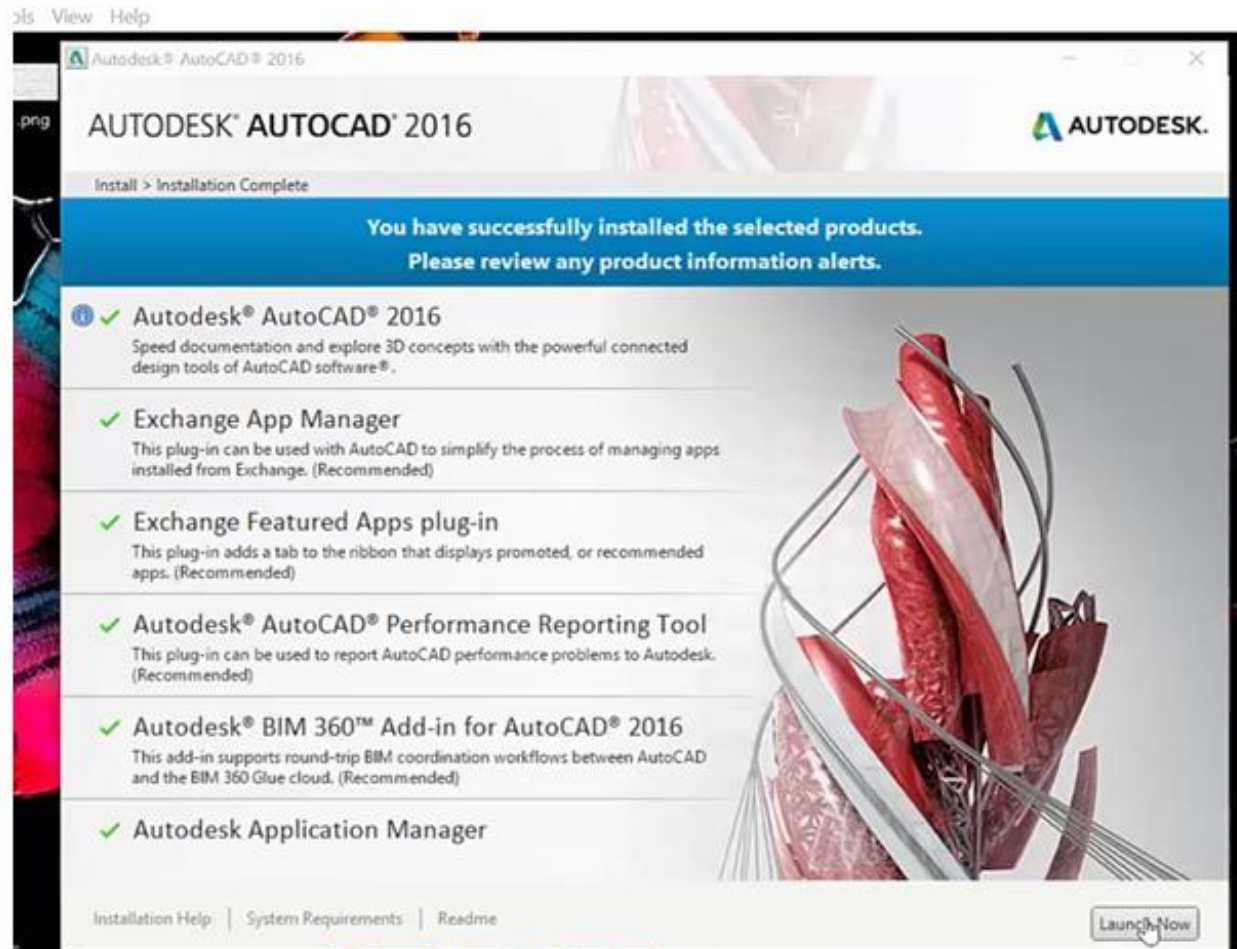 View Help
Autodesk® AutoCAD® 2016
.png
AUTODESK® AUTOCAD® 2016
AUTODESK.
Install > Installation Complete
You have successfully installed the selected products.
Please review any product information alerts.
Autodesk® AutoCAD® 2016
Speed documentation and explore 3D concepts with the powerful connected
design tools of AutoCAD software®.
Exchange App Manager
This plug-in can be used with AutoCAD to simplify the process of managing apps
installed from Exchange. (Recommended)
Exchange Featured Apps plug-in
This plug-in adds a tab to the ribbon that displays promoted, or recommended
apps. (Recommended)
Autodesk® AutoCAD® Performance Reporting Tool
This plug-in can be used to report AutoCAD performance problems to Autodesk.
(Recommended)
Autodesk® BIM 360™ Add-in for AutoCAD® 2016
This add-in supports round-trip BIM coordination workflows between AutoCAD
and the BIM 360 Glue cloud. (Recommended)
Autodesk Application Manager
Installation Help | System Requirements | Readme
Launch Now